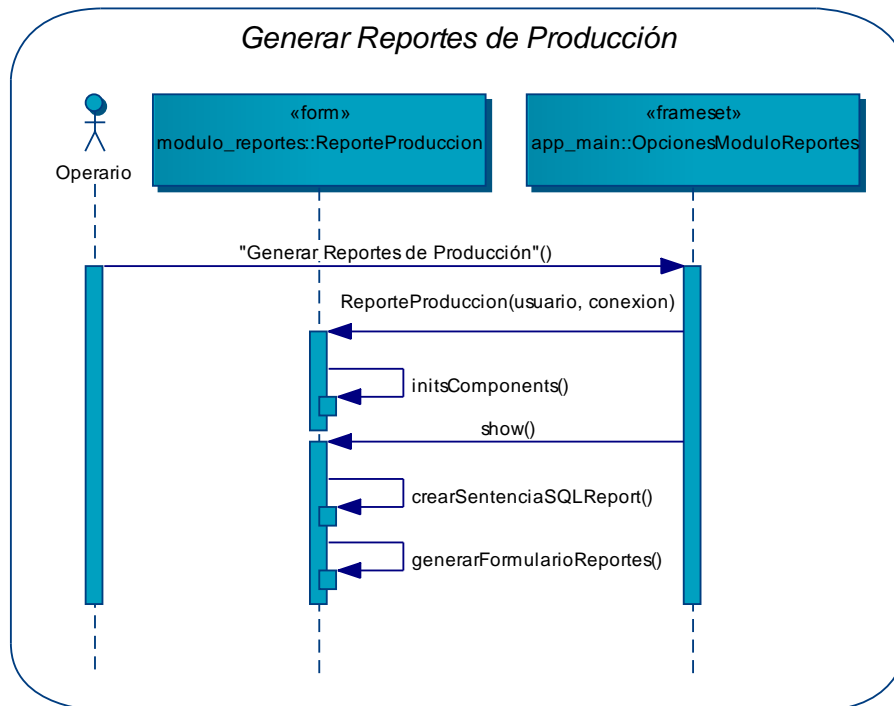 Generar Reportes de Producción
«form»
modulo_reportes::ReporteProduccion
«frameset»
app_main::OpcionesModuloReportes
Operario
"Generar Reportes de Producción"()
ReporteProduccion(usuario, conexion)
initsComponents()
show()
crearSentenciaSQLReport()
generarFormularioReportes()